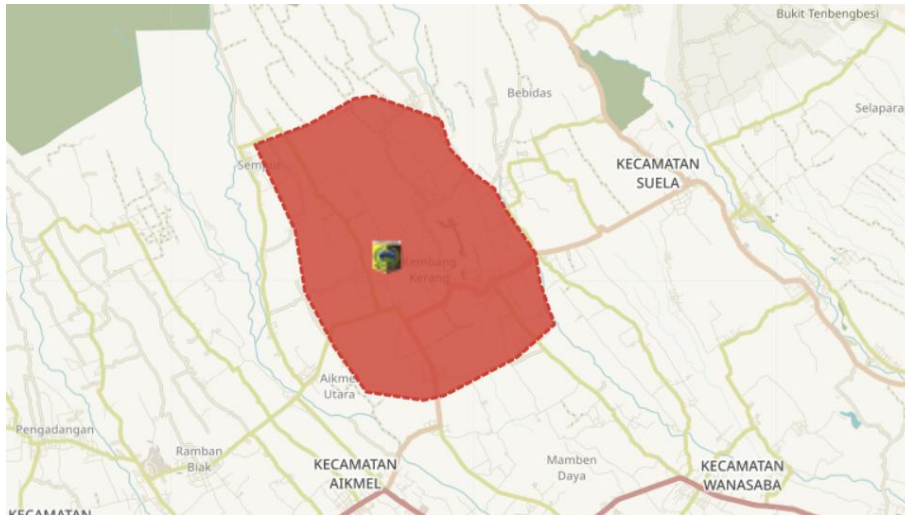 Bukit Tenbengbesi
Bebidas
Selapara
KECAMATAN
SUELA
Kembang
Kerang
Aikmel
Utara
Pengadangan
Ramban
Biak
KECAMATAN
AIKMEL
Mamben
Daya
KECAMATAN
WANASABA
KECAMATAN